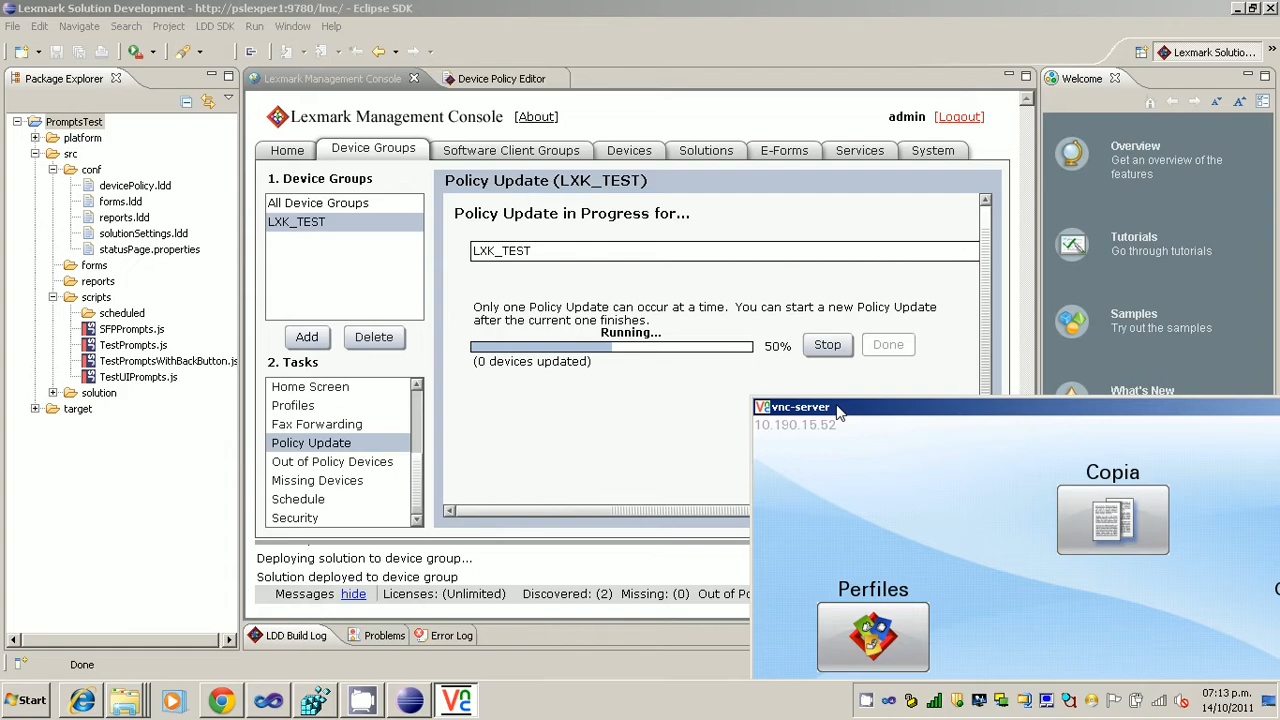 Lexmark Solution Development - http://pslexper1:9780/lmc/ - Eclipse SDK
File Edit Navigate Search Project LDD SDK Run Window Help
Lexmark Solutio...
Package Explorer
Lexmark Management Console
Device Policy Editor
Welcome
PromptsTest
platform
src
conf
devicePolicy.ldd
forms.ldd
reports.ldd
solutionSettings.ldd
statusPage.properties
forms
reports
scripts
scheduled
SFPPrompts.js
TestPrompts.js
TestPromptsWithBackButton.js
TestUIPrompts.js
solution
target
Lexmark Management Console [About]
admin [Logout]
Home Device Groups Software Client Groups Devices Solutions E-Forms Services System
1. Device Groups
All Device Groups
LXK_TEST
Add Delete
2. Tasks
Home Screen
Profiles
Fax Forwarding
Policy Update
Out of Policy Devices
Missing Devices
Schedule
Security
Policy Update (LXK_TEST)
Policy Update in Progress for...
LXK_TEST
Only one Policy Update can occur at a time. You can start a new Policy Update
after the current one finishes.
Running...
50% Stop Done
(0 devices updated)
Deploying solution to device group...
Solution deployed to device group
Messages hide Licenses: (Unlimited) Discovered: (2) Missing: (0) Out of Po
LDD Build Log Problems Error Log
Overview
Get an overview of the
features
Tutorials
Go through tutorials
Samples
Try out the samples
What's New
vnc-server
10.190.15.52
Copia
Perfiles
Done
Start
07:13 p.m.
14/10/2011